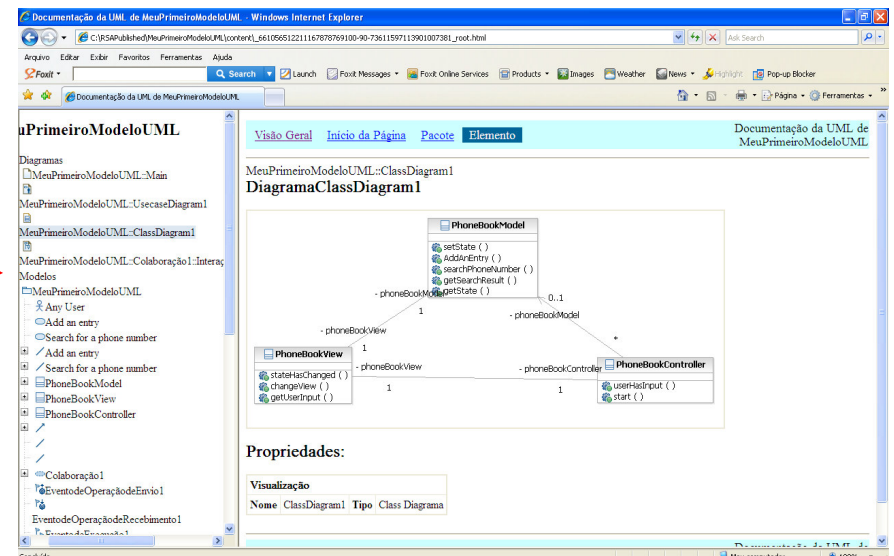 Documentação da UML de MeuPrimeiroModeloUML - Windows Internet Explorer
C:\RSAPublished\MeuPrimeiroModeloUML\content\_6610565122111678787 69100-90-73611597113901007381_root.html
Ask Search
Arquivo Editar Exibir Favoritos Ferramentas Ajuda
Foxit Search Launch Foxit Messages Foxit Online Services Products Images Weather News Highlight Pop-up Blocker
Documentação da UML de MeuPrimeiroModeloUML
Página Ferramentas
uPrimeiroModeloUML
Diagramas
MeuPrimeiroModeloUML::Main
MeuPrimeiroModeloUML::UsecaseDiagram1
MeuPrimeiroModeloUML::ClassDiagram1
MeuPrimeiroModeloUML::Colaboração1::Interaç
Modelos
MeuPrimeiroModeloUML
Any User
Add an entry
Search for a phone number
Add an entry
Search for a phone number
PhoneBookModel
PhoneBookView
PhoneBookController
Colaboração1
EventodeOperaçãodeEnvio1
EventodeOperaçãodeRecebimento1
EventodeExecução1
Visão Geral Início da Página Pacote Elemento
Documentação da UML de
MeuPrimeiroModeloUML
MeuPrimeiroModeloUML::ClassDiagram1
DiagramaClassDiagram1
PhoneBookModel
setState ( )
AddAnEntry ( )
searchPhoneNumber ( )
getSearchResult ( )
getState ( )
- phoneBookModel
1
0..1
- phoneBookModel
- phoneBookView
1
*
PhoneBookView
stateHasChanged ( )
changeView ( )
getUserInput ( )
- phoneBookView
1
- phoneBookController
1
PhoneBookController
userHasInput ( )
start ( )
Propriedades:
Visualização
Nome ClassDiagram1 Tipo Class Diagrama